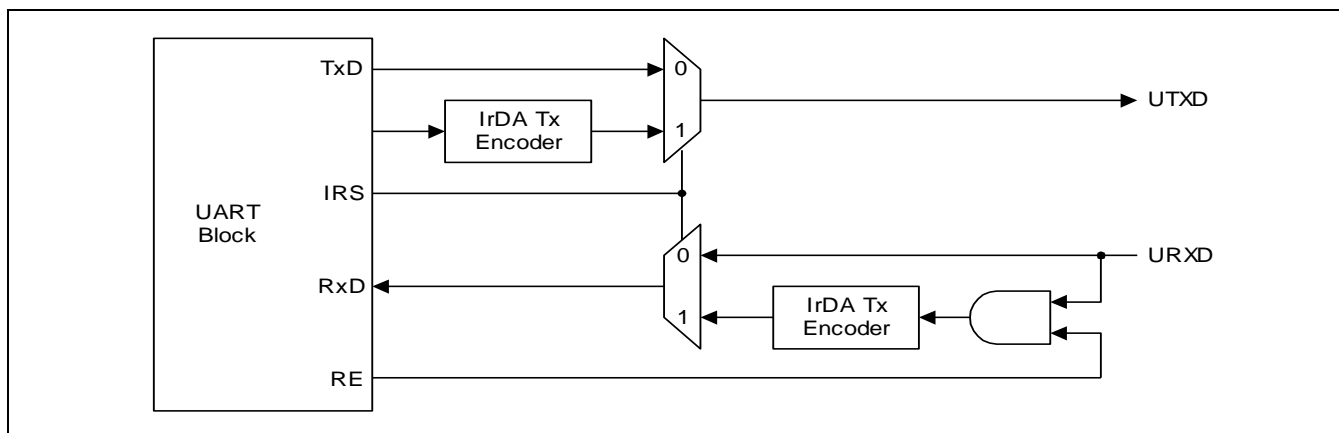 TxD
0
UTXD
IrDA Tx
Encoder
1
IRS
UART
Block
0
URXD
RxD
IrDA Tx
Encoder
1
RE